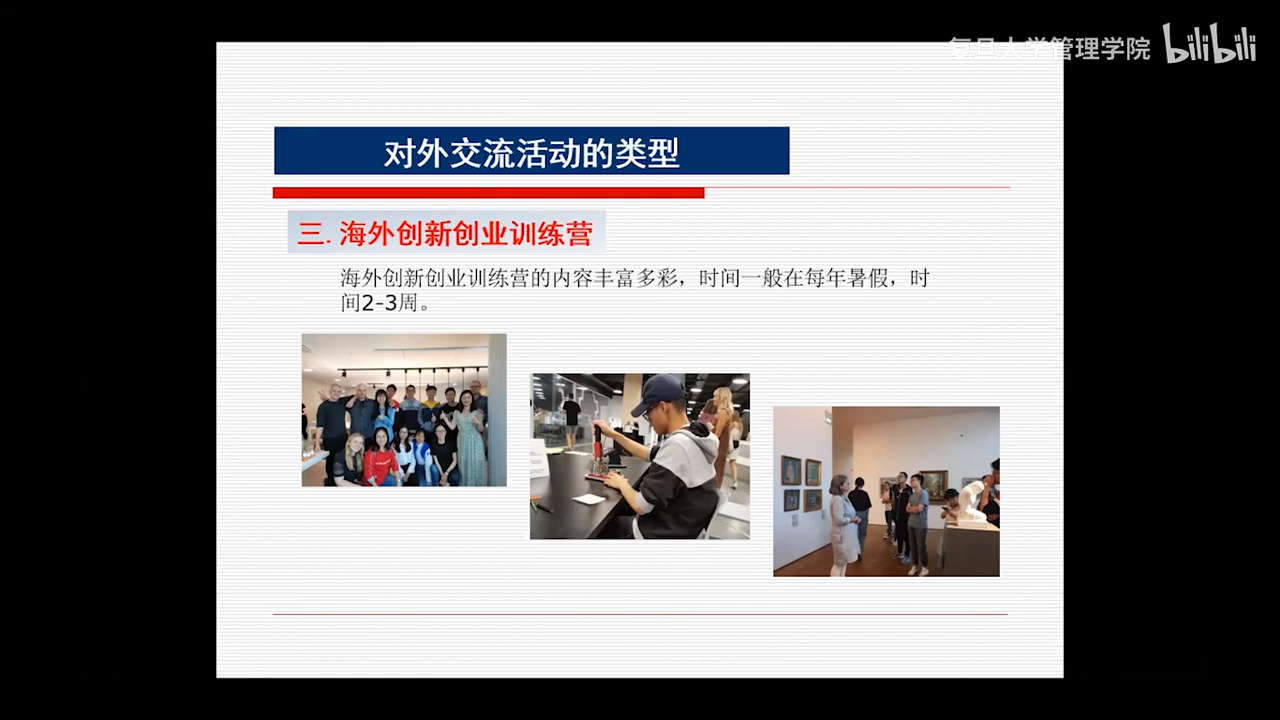 复旦大学管理学院 bilibili
对外交流活动的类型
三. 海外创新创业训练营
海外创新创业训练营的内容丰富多彩，时间一般在每年暑假，时
间2-3周。